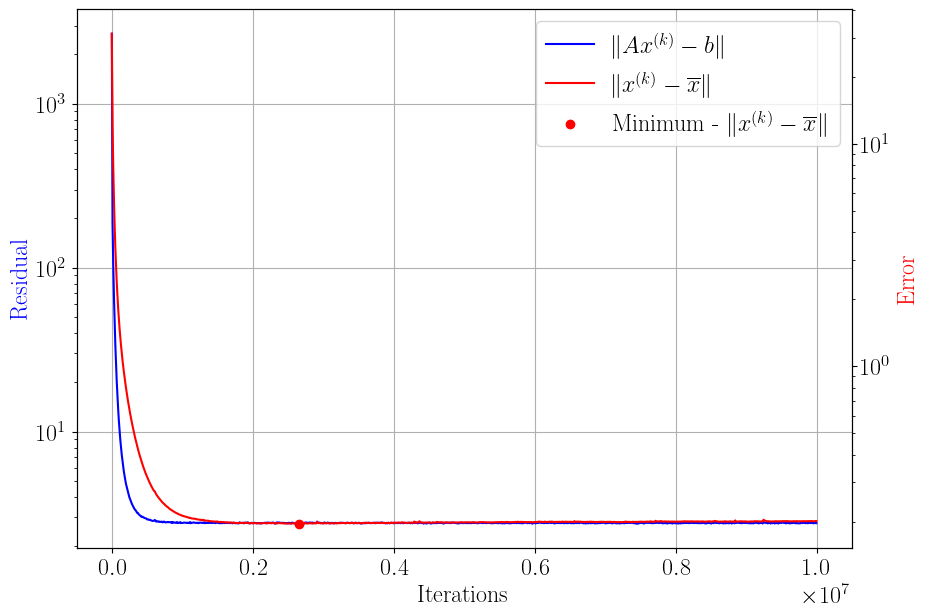 ‖Ax^{(k)} − b‖
‖x^{(k)} − x̅‖
Minimum - ‖x^{(k)} − x̅‖
10^3
10^2
10^1
Residual
10^1
10^0
Error
0.0 0.2 0.4 0.6 0.8 1.0
×10^7
Iterations